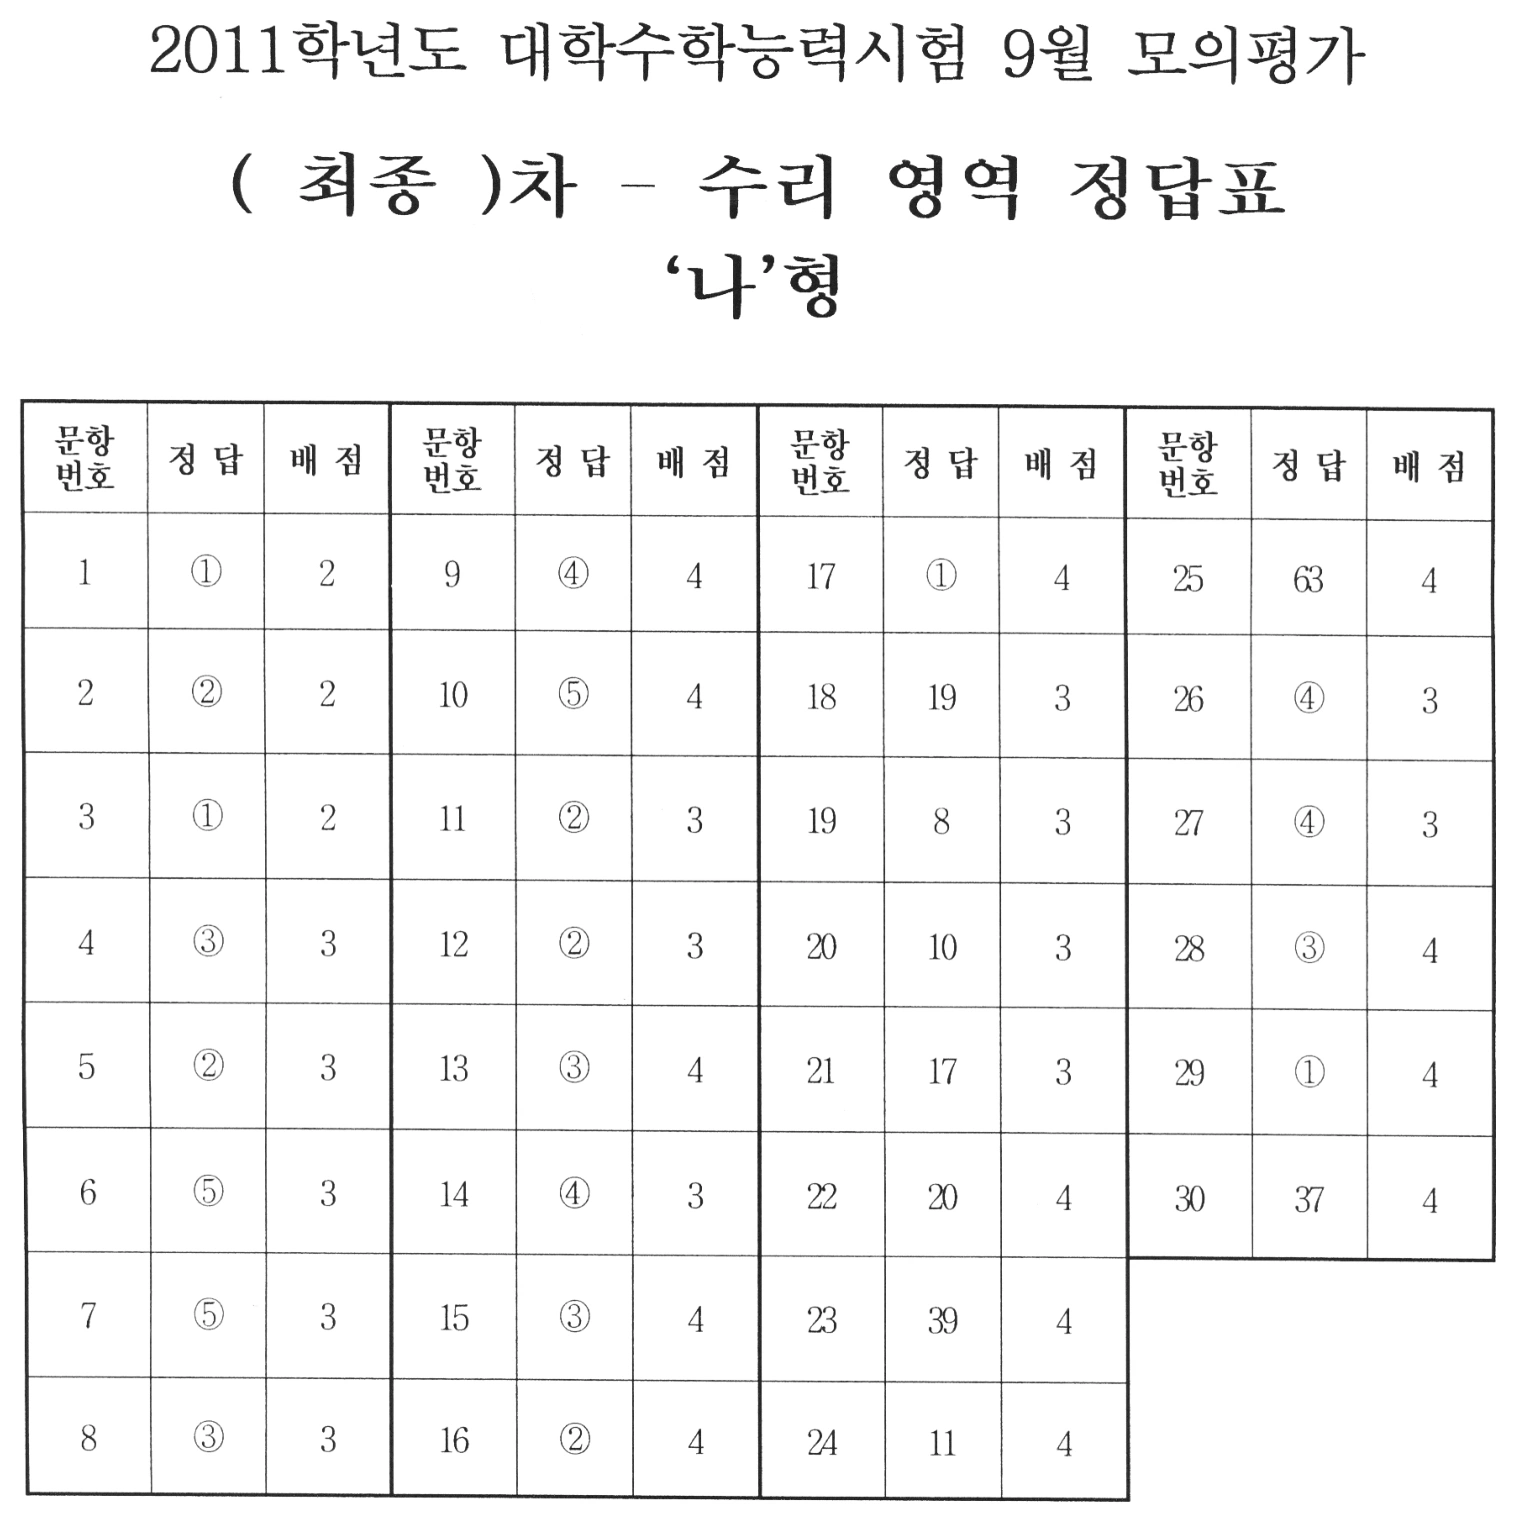 2011학년도 대학수학능력시험 9월 모의평가
( 최종 )차 - 수리 영역 정답표
‘나’형
문항번호 정 답 배 점 문항번호 정 답 배 점 문항번호 정 답 배 점 문항번호 정 답 배 점
1 ① 2 9 ④ 4 17 ① 4 25 63 4
2 ② 2 10 ⑤ 4 18 19 3 26 ④ 3
3 ① 2 11 ② 3 19 8 3 27 ④ 3
4 ③ 3 12 ② 3 20 10 3 28 ③ 4
5 ② 3 13 ③ 4 21 17 3 29 ① 4
6 ⑤ 3 14 ④ 3 22 20 4 30 37 4
7 ⑤ 3 15 ③ 4 23 39 4
8 ③ 3 16 ② 4 24 11 4